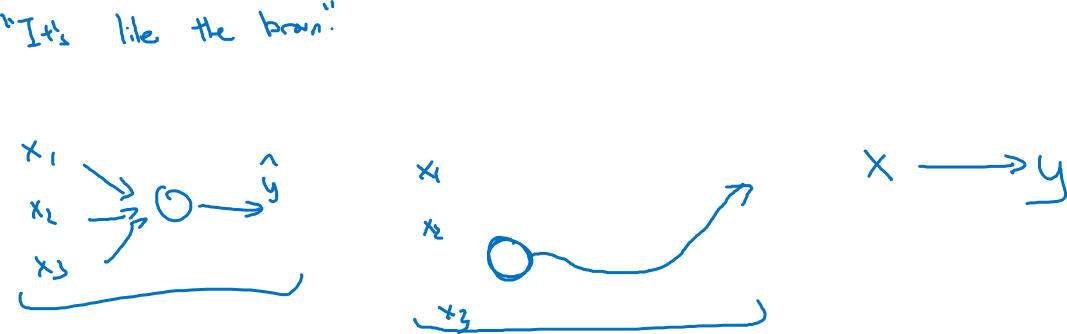 "It's like the brain."
x₁
x₂
x₃
ŷ
x₁
x₂
x₃
X → y